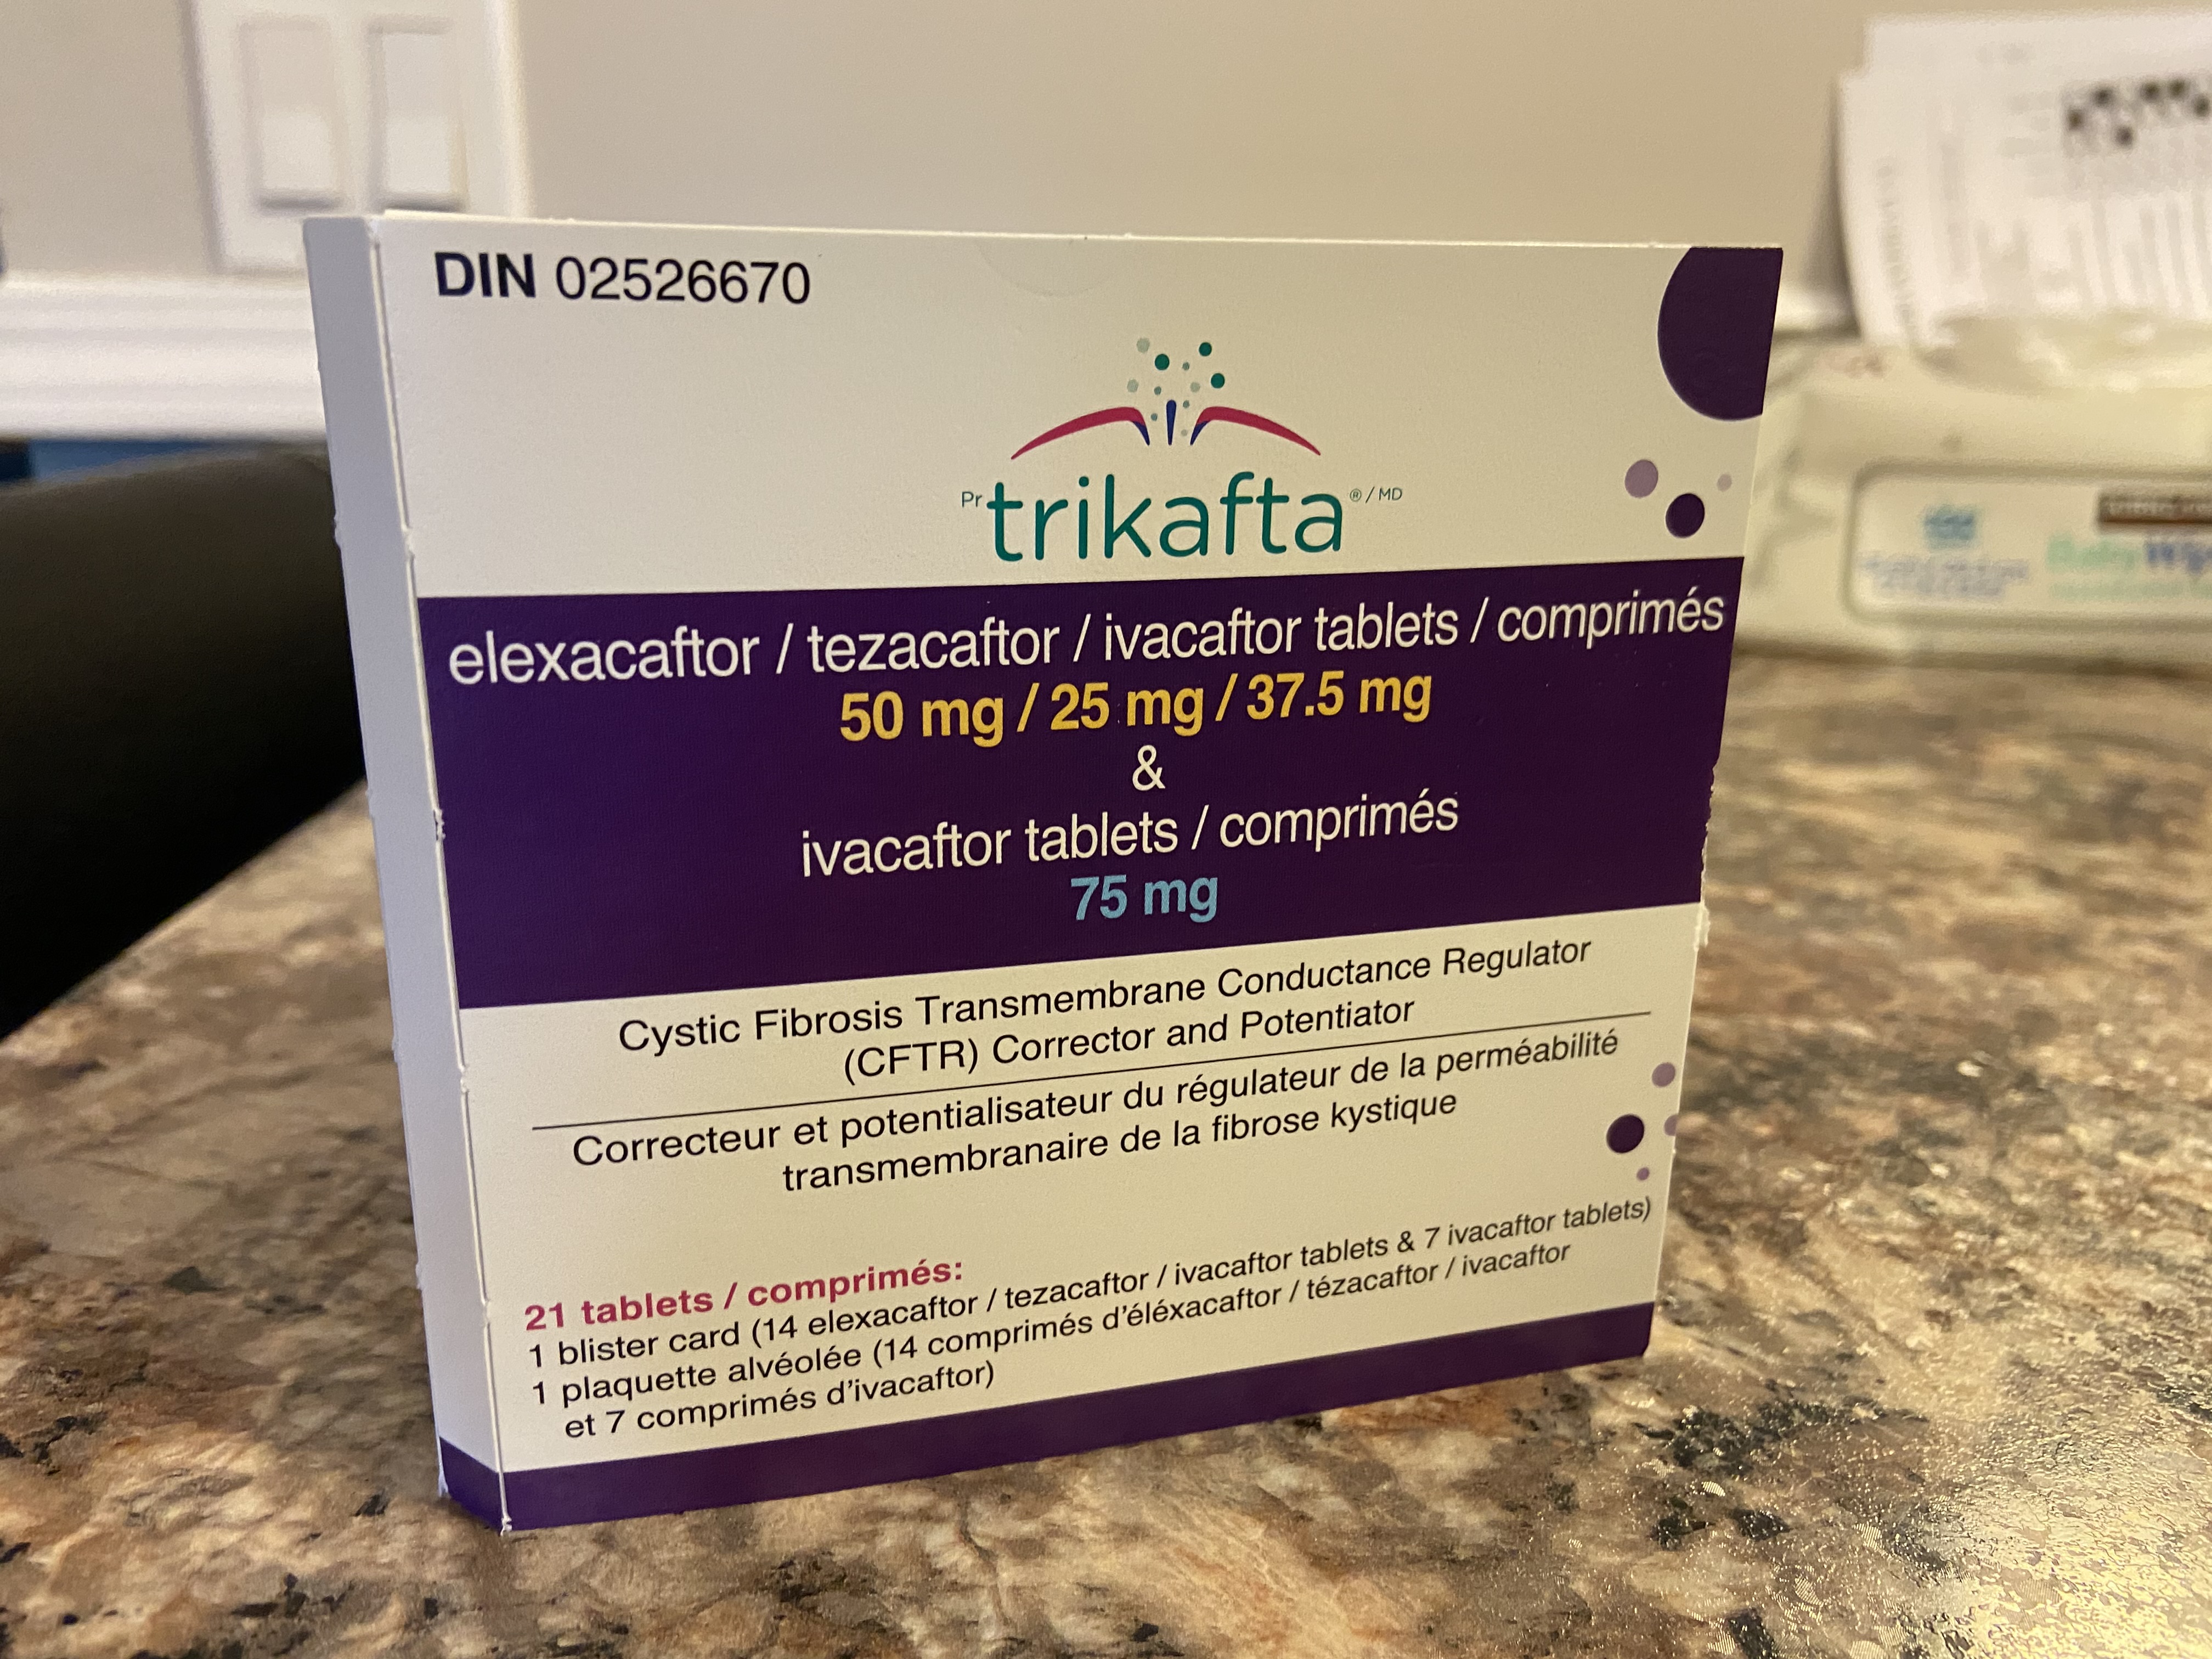 DIN 02526670
Pr trikafta ®/MD
elexacaftor / tezacaftor / ivacaftor tablets / comprimés
50 mg / 25 mg / 37.5 mg
&
ivacaftor tablets / comprimés
75 mg
Cystic Fibrosis Transmembrane Conductance Regulator
(CFTR) Corrector and Potentiator
Correcteur et potentialisateur du régulateur de la perméabilité
transmembranaire de la fibrose kystique
21 tablets / comprimés:
1 blister card (14 elexacaftor / tezacaftor / ivacaftor tablets & 7 ivacaftor tablets)
1 plaquette alvéolée (14 comprimés d'éléxacaftor / tézacaftor / ivacaftor
et 7 comprimés d'ivacaftor)
Baby